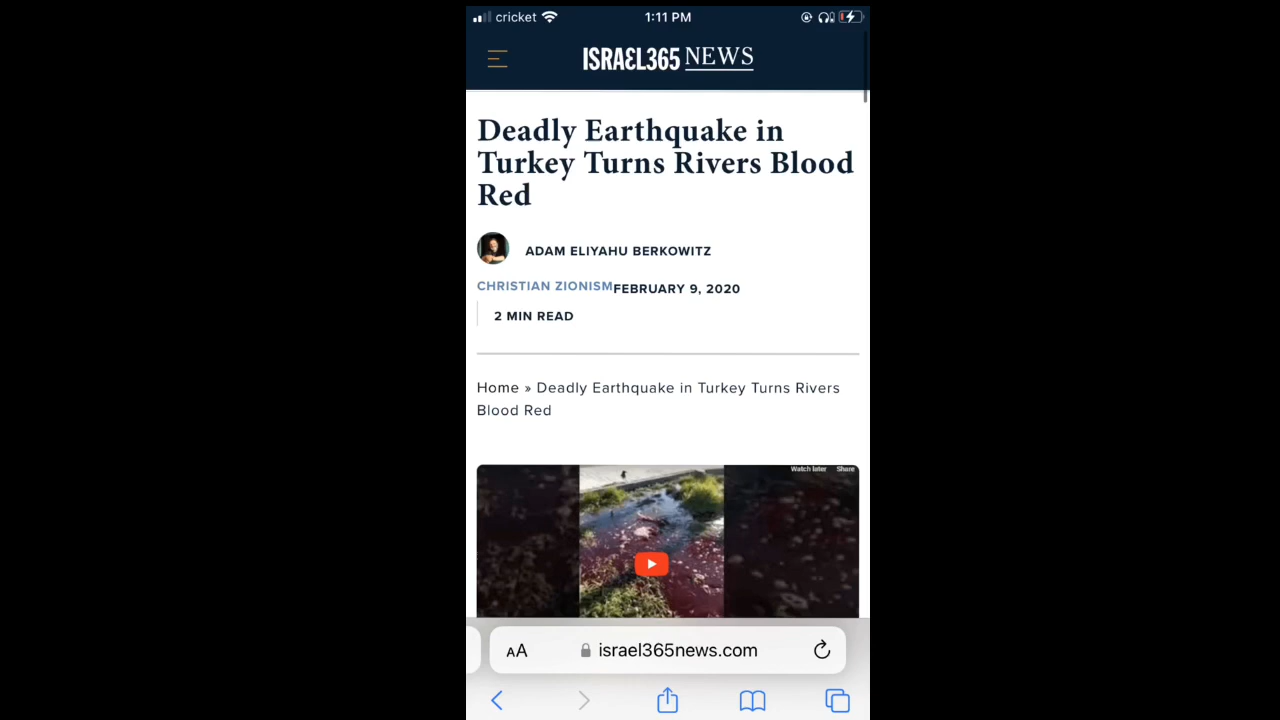 cricket 1:11 PM
ISRAEL365 NEWS
Deadly Earthquake in
Turkey Turns Rivers Blood
Red
ADAM ELIYAHU BERKOWITZ
CHRISTIAN ZIONISM FEBRUARY 9, 2020
2 MIN READ
Home » Deadly Earthquake in Turkey Turns Rivers
Blood Red
Watch later Share
AA israel365news.com